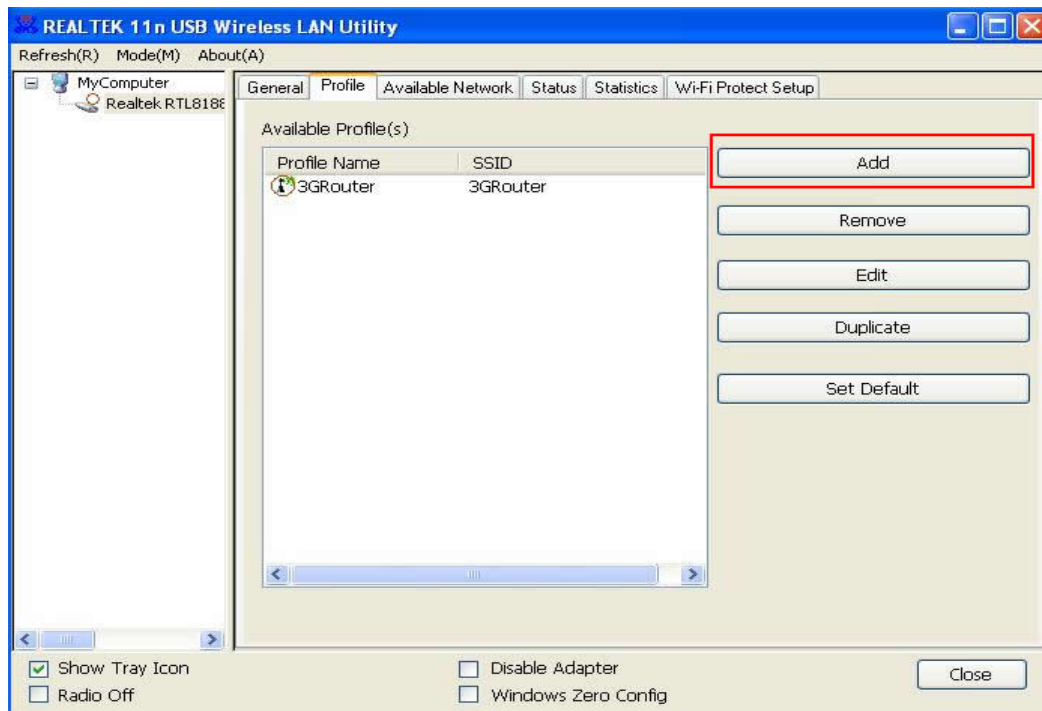 REALTEK 11n USB Wireless LAN Utility
Refresh(R) Mode(M) About(A)
MyComputer
Realtek RTL8188
General Profile Available Network Status Statistics Wi-Fi Protect Setup
Available Profile(s)
Profile Name SSID
3GRouter 3GRouter
Add
Remove
Edit
Duplicate
Set Default
Show Tray Icon
Radio Off
Disable Adapter
Windows Zero Config
Close